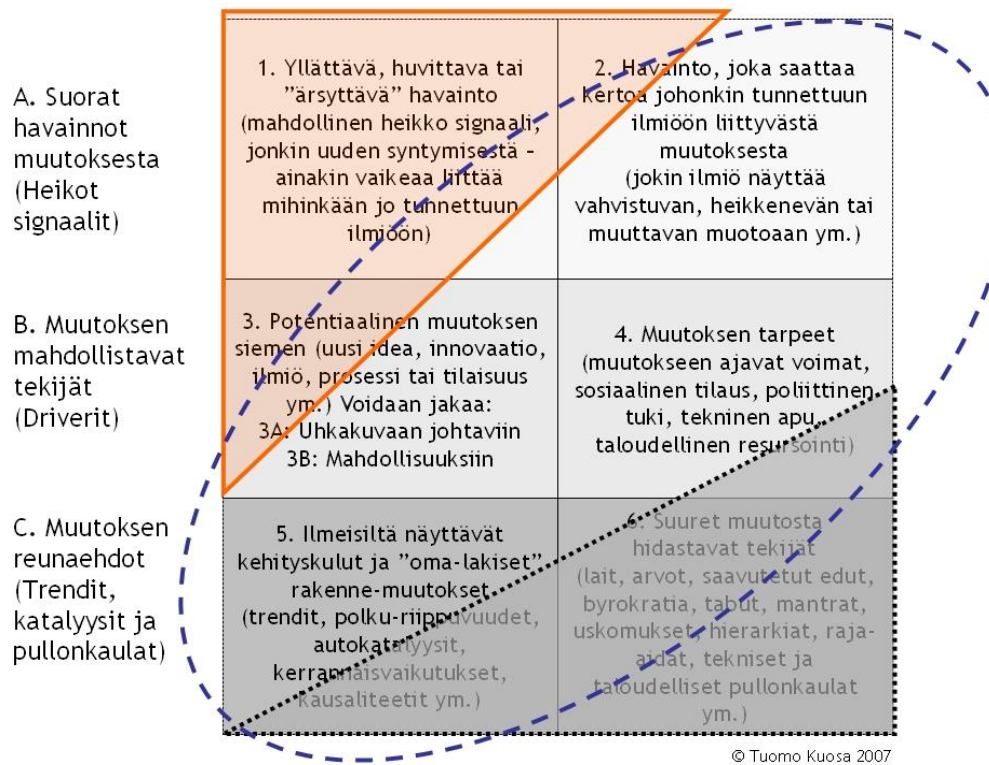 A. Suorat
havainnot
muutoksesta
(Heikot
signaalit)
1. Yllättävä, huvittava tai
”ärsyttävä” havainto
(mahdollinen heikko signaali,
jonkin uuden syntymisestä –
ainakin vaikeaa liittää
mihinkään jo tunnettuun
ilmiöön)
2. Havainto, joka saattaa
kertoa johonkin tunnettuun
ilmiöön liittyvästä
muutoksesta
(jokin ilmiö näyttää
vahvistuvan, heikkenevän tai
muuttavan muotoaan ym.)
B. Muutoksen
mahdollistavat
tekijät
(Driverit)
3. Potentiaalinen muutoksen
siemen (uusi idea, innovaatio,
ilmiö, prosessi tai tilaisuus
ym.) Voidaan jakaa:
3A: Uhkakuvaan johtaviin
3B: Mahdollisuuksiin
4. Muutoksen tarpeet
(muutokseen ajavat voimat,
sosiaalinen tilaus, poliittinen
tuki, tekninen apu,
taloudellinen resursointi)
C. Muutoksen
reunaehdot
(Trendit,
katalyysit ja
pullonkaulat)
5. Ilmeisiltä näyttävät
kehityskulut ja ”oma-lakiset”
rakenne-muutokset
(trendit, polku-riippuvuudet,
autokatalyysit,
kerrannaisvaikutukset,
kausaliteetit ym.)
6. Suuret muutosta
hidastavat tekijät
(lait, arvot, saavutetut edut,
byrokratia, tabut, mantrat,
uskomukset, hierarkiat, raja-
aidat, tekniset ja
taloudelliset pullonkaulat
ym.)
© Tuomo Kuosa 2007